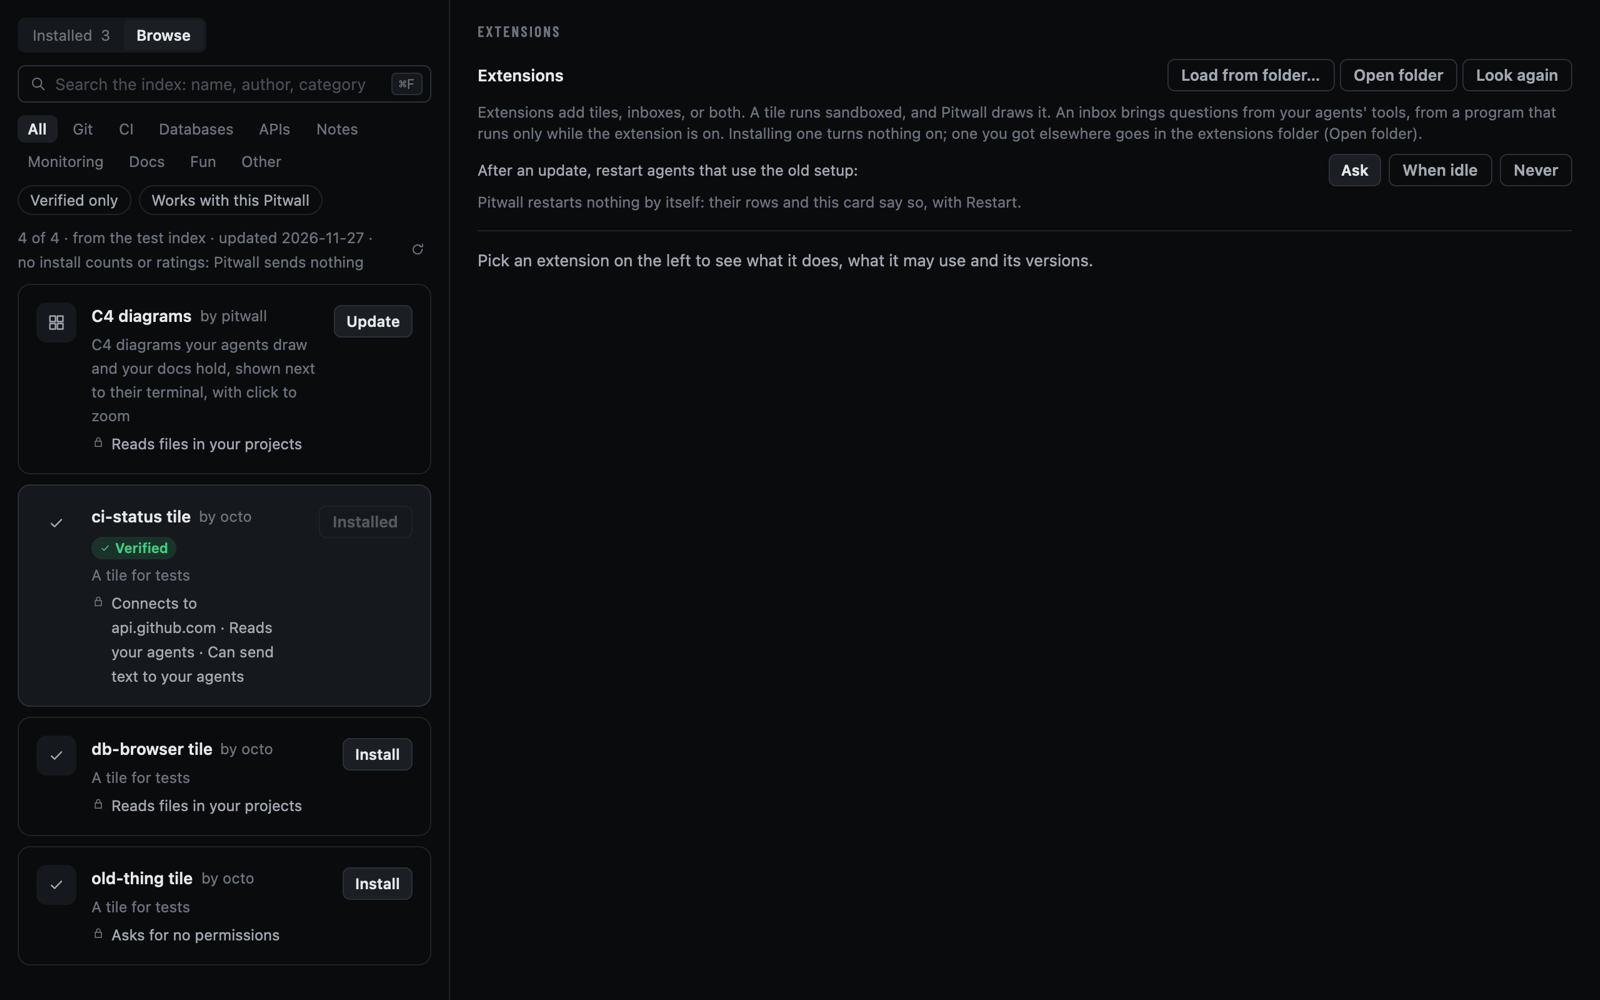 Installed 3
Browse
Search the index: name, author, category
⌘F
All
Git
CI
Databases
APIs
Notes
Monitoring
Docs
Fun
Other
Verified only
Works with this Pitwall
4 of 4 · from the test index · updated 2026-11-27 ·
no install counts or ratings: Pitwall sends nothing
C4 diagrams by pitwall
Update
C4 diagrams your agents draw
and your docs hold, shown next
to their terminal, with click to
zoom
Reads files in your projects
ci-status tile by octo
Installed
Verified
A tile for tests
Connects to
api.github.com · Reads
your agents · Can send
text to your agents
db-browser tile by octo
Install
A tile for tests
Reads files in your projects
old-thing tile by octo
Install
A tile for tests
Asks for no permissions
EXTENSIONS
Extensions
Load from folder...
Open folder
Look again
Extensions add tiles, inboxes, or both. A tile runs sandboxed, and Pitwall draws it. An inbox brings questions from your agents' tools, from a program that
runs only while the extension is on. Installing one turns nothing on; one you got elsewhere goes in the extensions folder (Open folder).
After an update, restart agents that use the old setup:
Ask
When idle
Never
Pitwall restarts nothing by itself: their rows and this card say so, with Restart.
Pick an extension on the left to see what it does, what it may use and its versions.